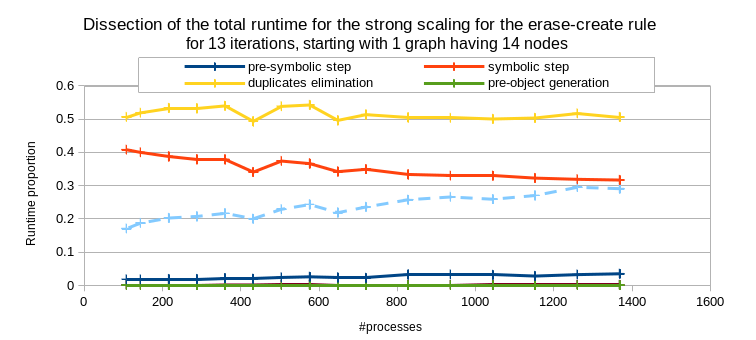 Dissection of the total runtime for the strong scaling for the erase-create rule
for 13 iterations, starting with 1 graph having 14 nodes
pre-symbolic step
symbolic step
duplicates elimination
pre-object generation
0.6
0.5
0.4
0.3
0.2
0.1
0
Runtime proportion
0 200 400 600 800 1000 1200 1400 1600
#processes